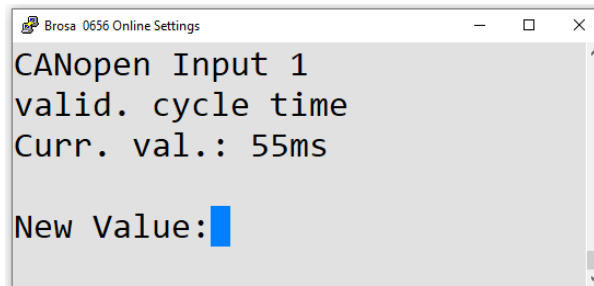 Brosa 0656 Online Settings
CANopen Input 1
valid. cycle time
Curr. val.: 55ms
New Value: